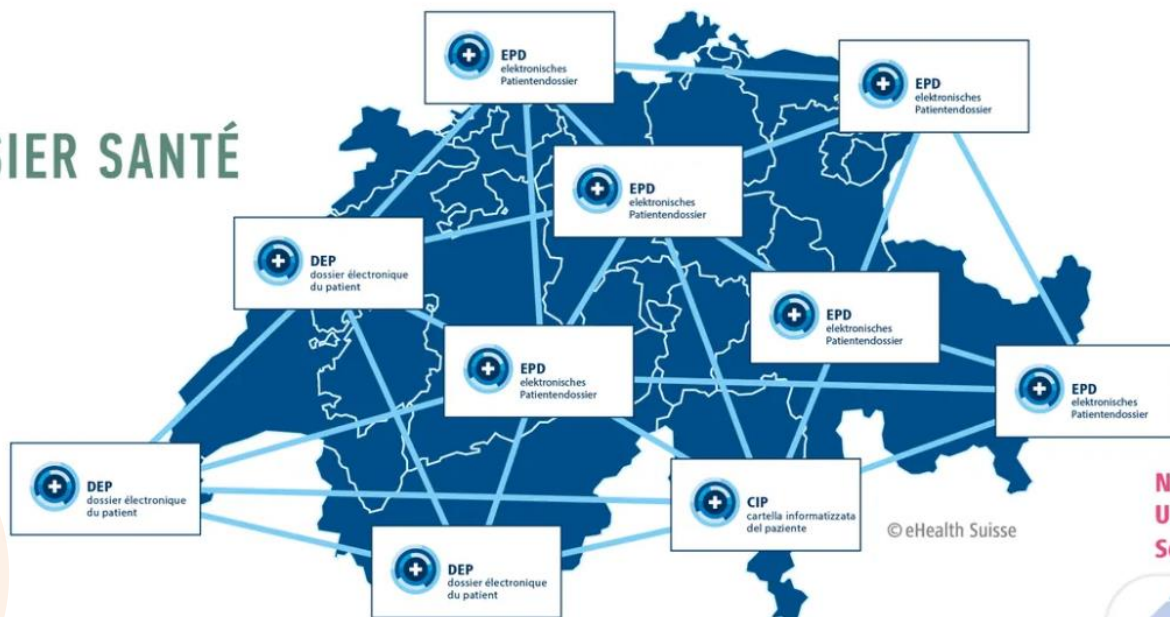 EPD
elektronisches
Patientendossier
EPD
elektronisches
Patientendossier
SIER SANTÉ
EPD
elektronisches
Patientendossier
DEP
dossier électronique
du patient
EPD
elektronisches
Patientendossier
EPD
elektronisches
Patientendossier
EPD
elektronisches
Patientendossier
DEP
dossier électronique
du patient
CIP
cartella informatizzata
del paziente
© eHealth Suisse
DEP
dossier électronique
du patient